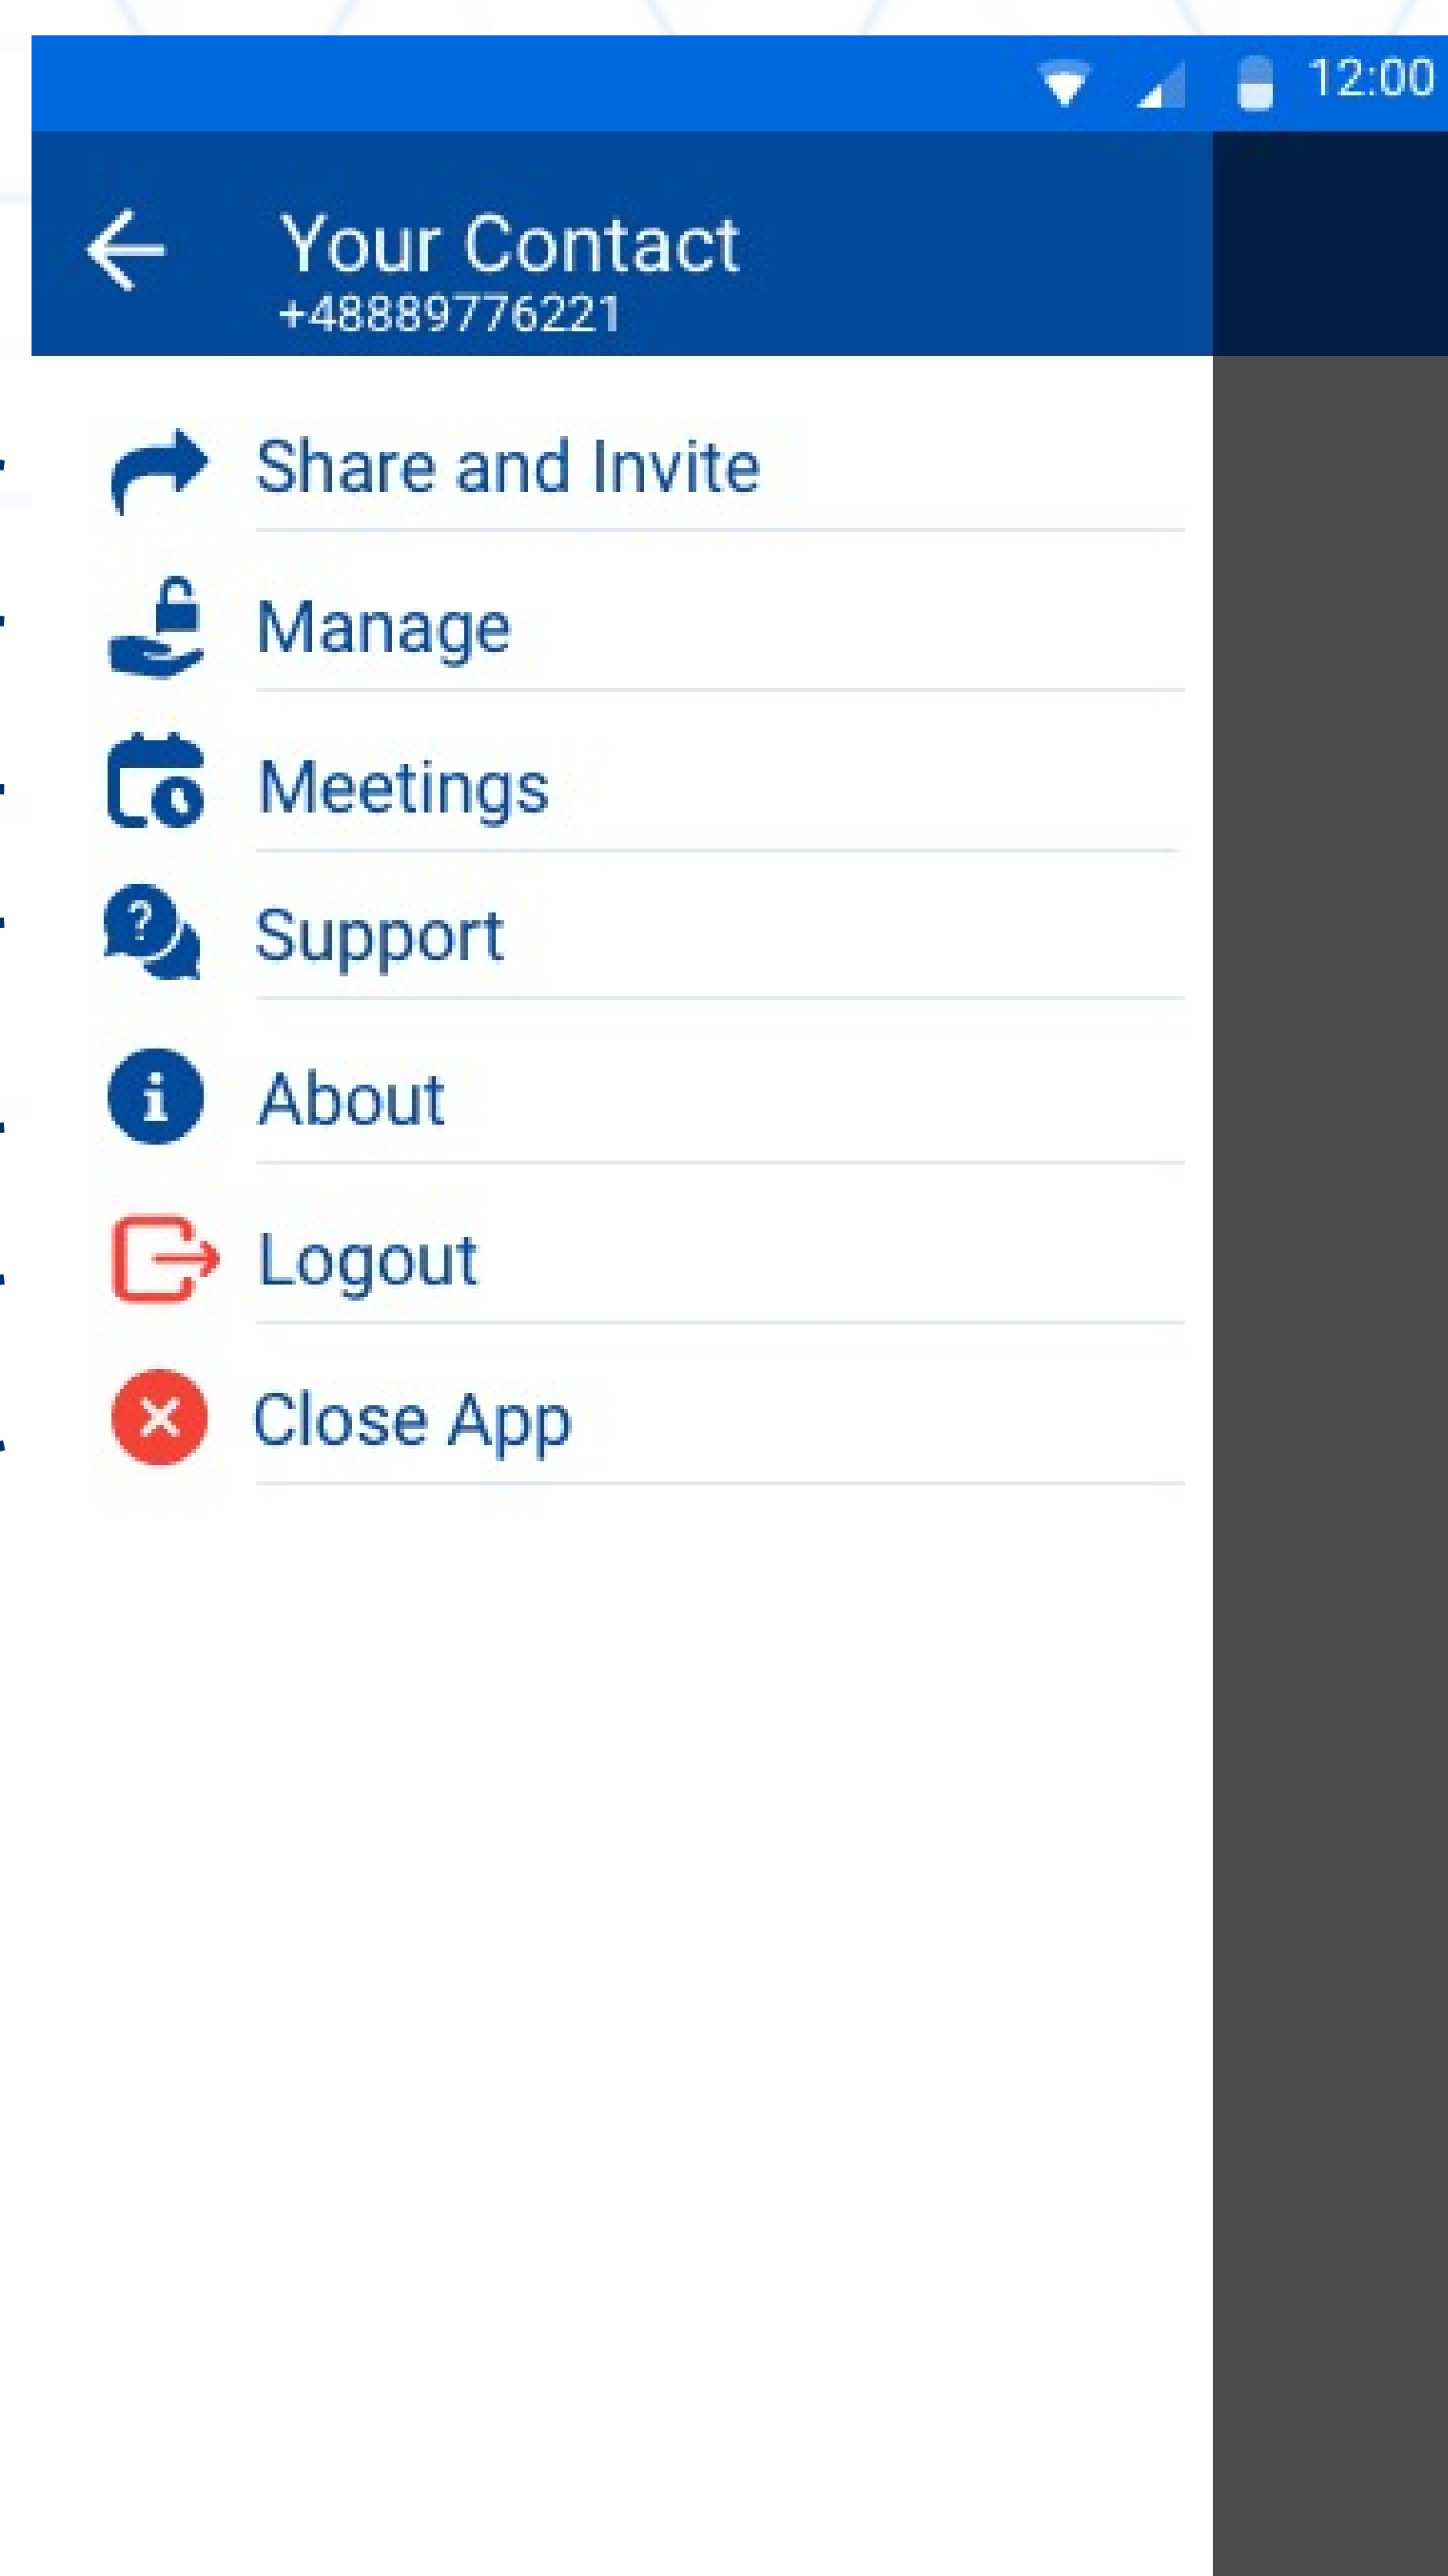 12:00
Your Contact
+48889776221
Share and Invite
Manage
Meetings
Support
About
Logout
Close App